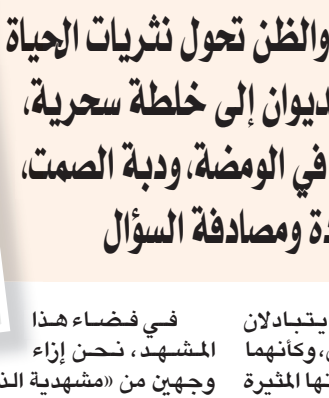 والظن تحول نثريات الحياة
ديوان إلى خلطة سحرية،
في الومضة، ودبة الصمت،
دة ومصادفة السؤال
في فضاء هذا
المشهد، نحن إزاء
وجهين من «مشهدية الذ
يتبادلان
،وكأنهما
نها المثيرة